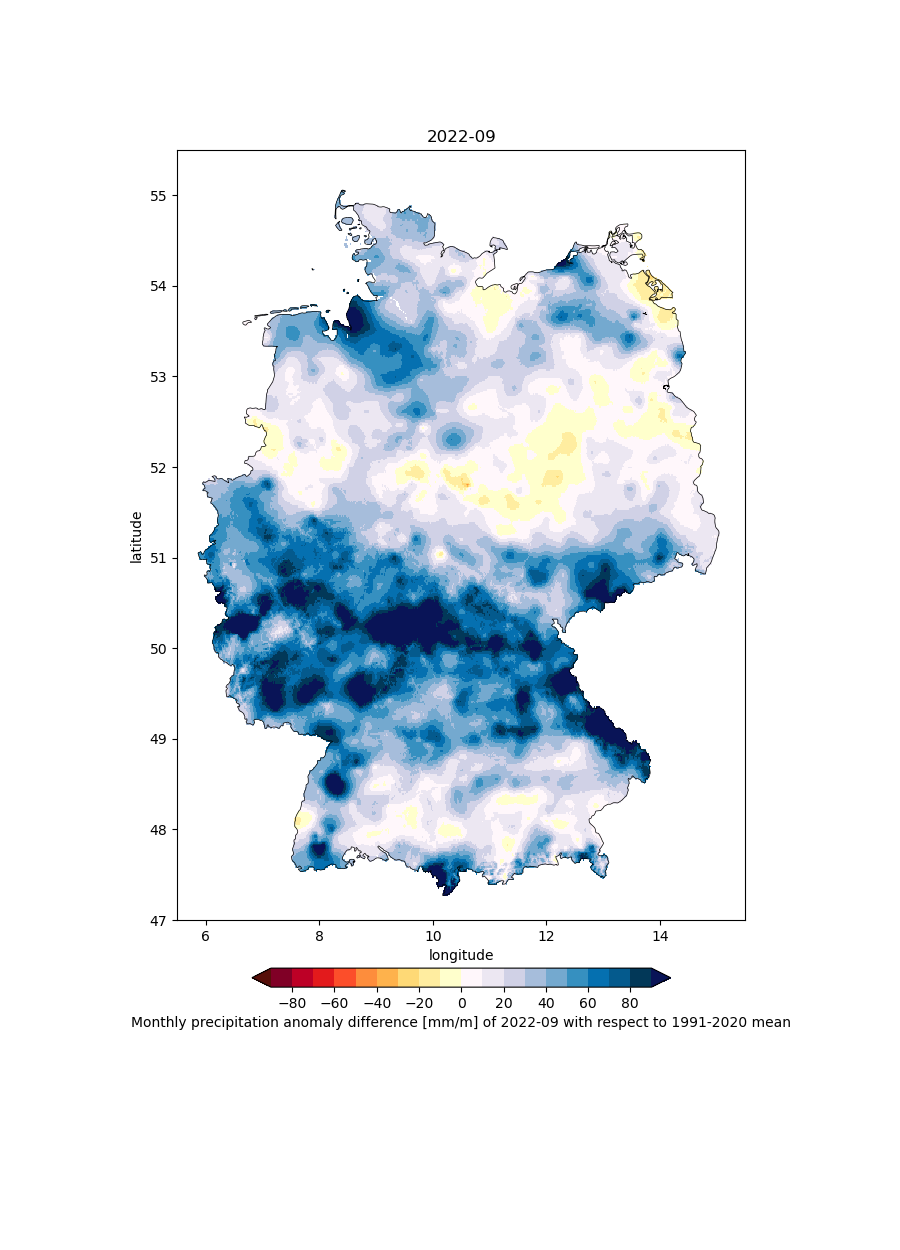 2022-09
55
54
53
52
51
50
49
48
47
latitude
6 8 10 12 14
longitude
−80 −60 −40 −20 0 20 40 60 80
Monthly precipitation anomaly difference [mm/m] of 2022-09 with respect to 1991-2020 mean